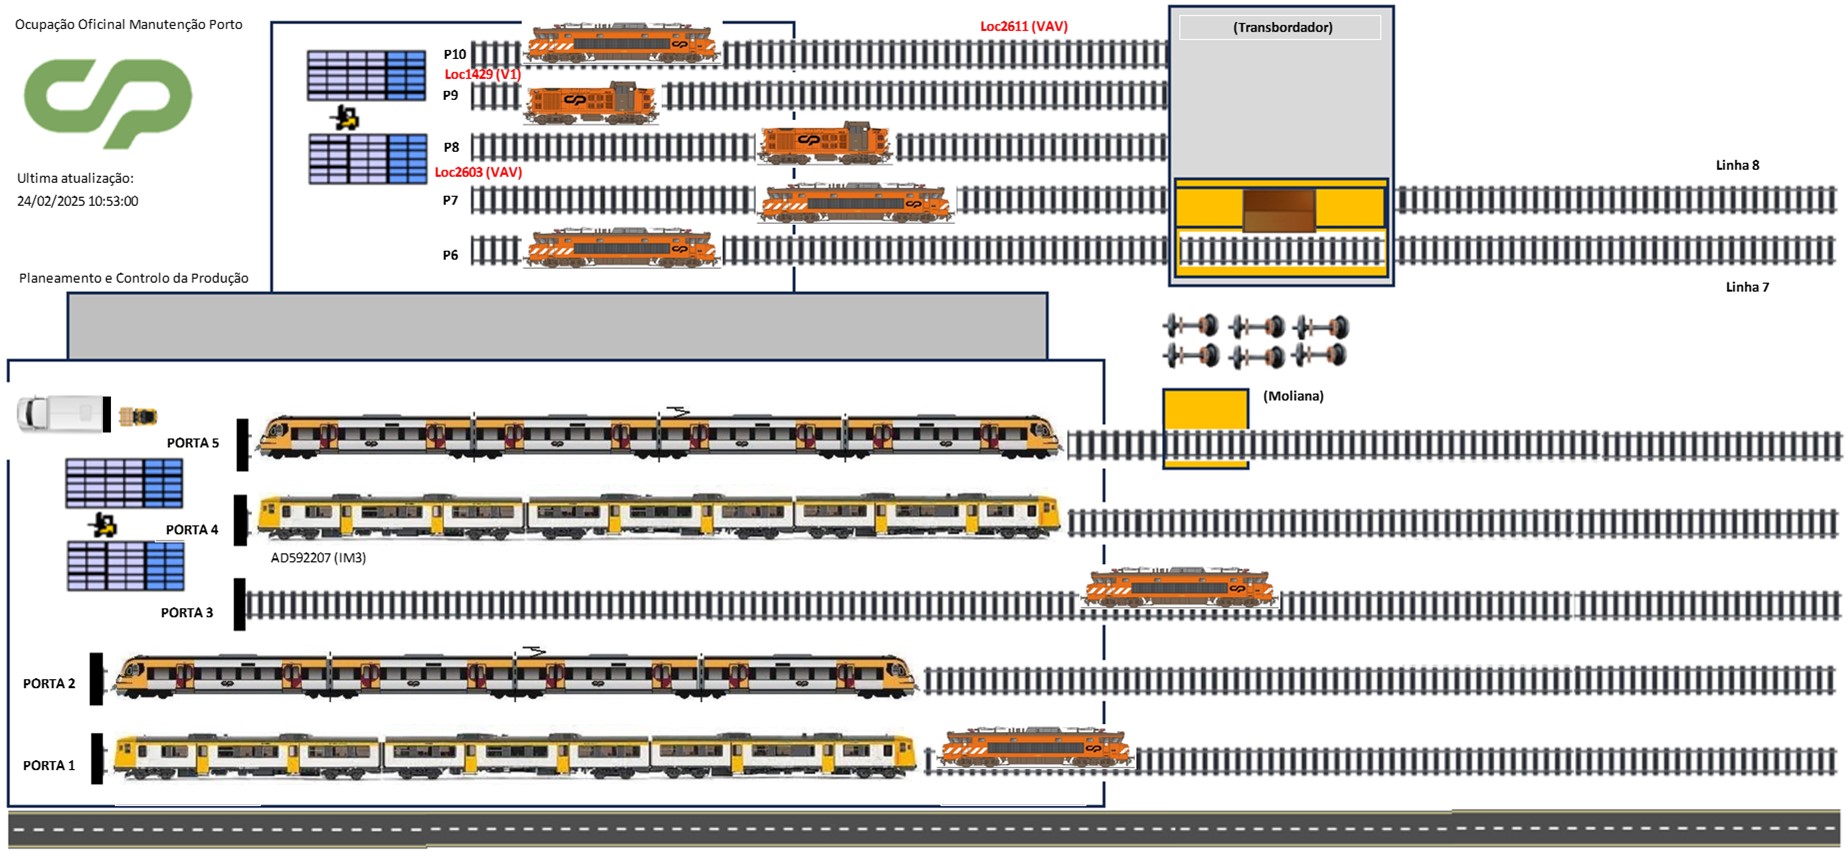 Ocupação Oficinal Manutenção Porto
Loc2611 (VAV)
(Transbordador)
P10
Loc1429 (V1)
P9
P8
Loc2603 (VAV)
P7
P6
Linha 8
Linha 7
Ultima atualização:
24/02/2025 10:53:00
Planeamento e Controlo da Produção
(Moliana)
PORTA 5
PORTA 4
AD592207 (IM3)
PORTA 3
PORTA 2
PORTA 1